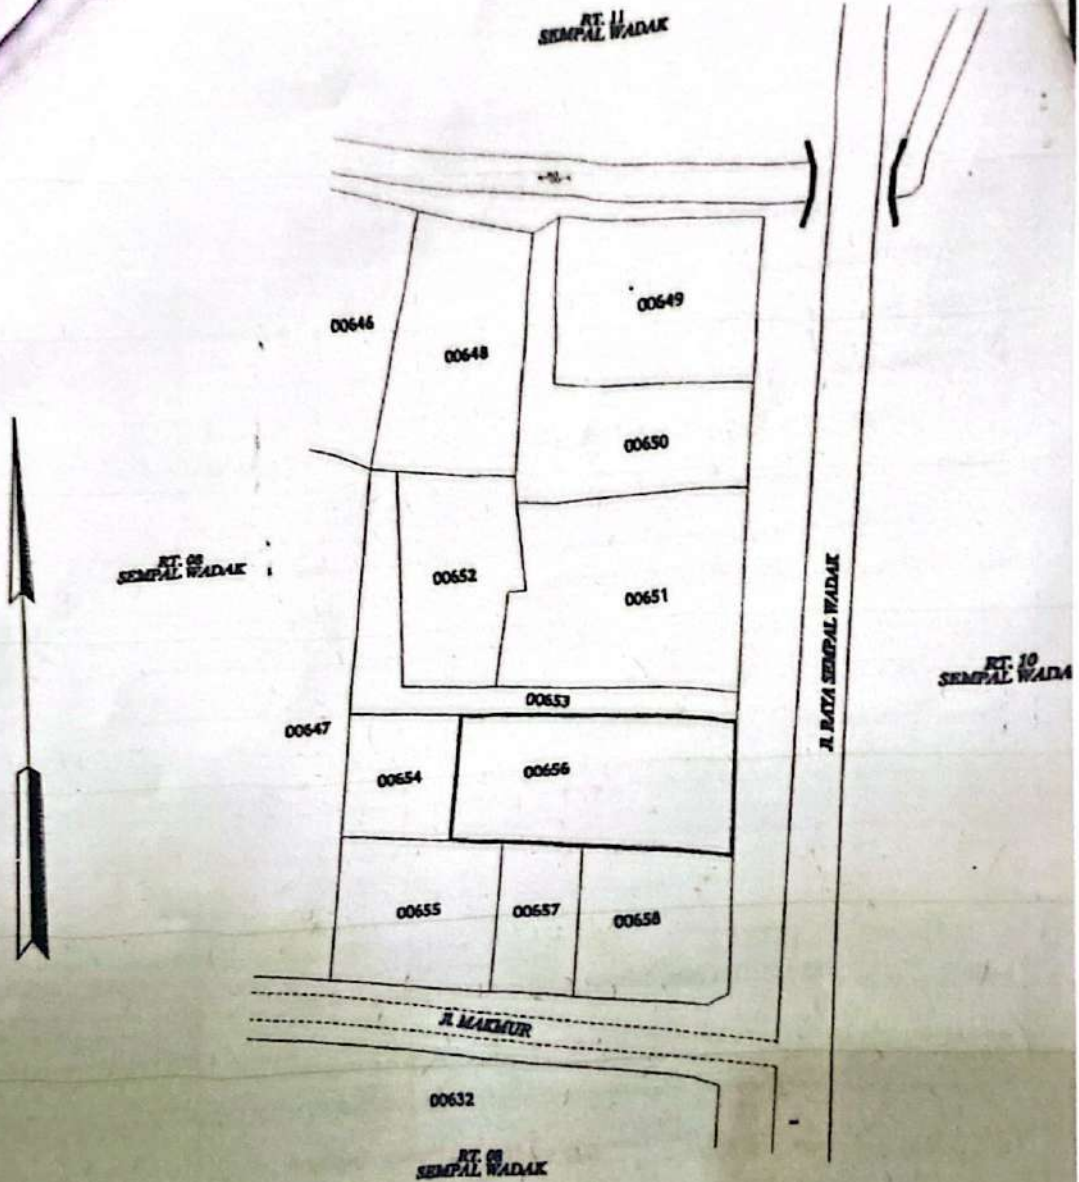 RT. 11
SEMPAL WADAK
00649
00646
00648
00650
RT. 08
SEMPAL WADAK
00652
00651
JL RAYA SEMPAL WADAK
RT. 10
SEMPAL WADA
00653
00647
00654
00656
00655
00657
00658
JL MAKMUR
00632
RT. 08
SEMPAL WADAK